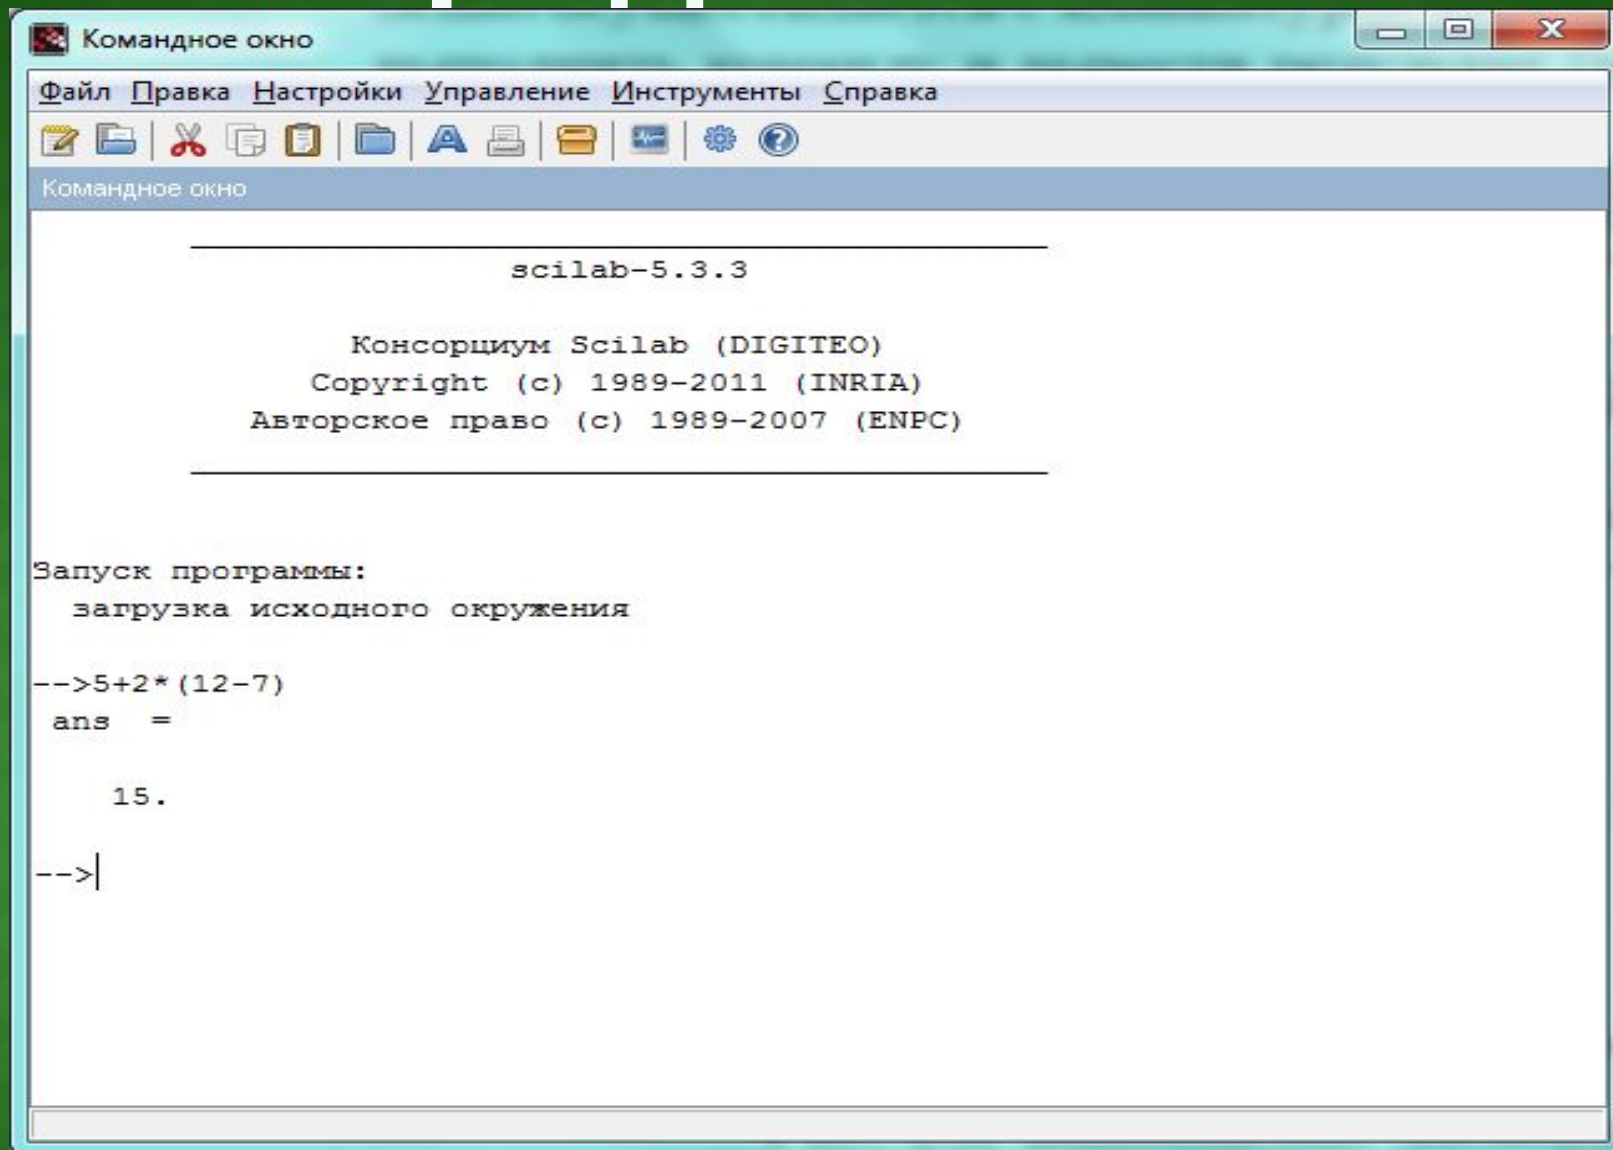 Командное окно
Файл Правка Настройки Управление Инструменты Справка
Командное окно
scilab-5.3.3
Консорциум Scilab (DIGITEO)
Copyright (c) 1989-2011 (INRIA)
Авторское право (c) 1989-2007 (ENPC)
Запуск программы:
загрузка исходного окружения
-->5+2*(12-7)
ans =
15.
-->